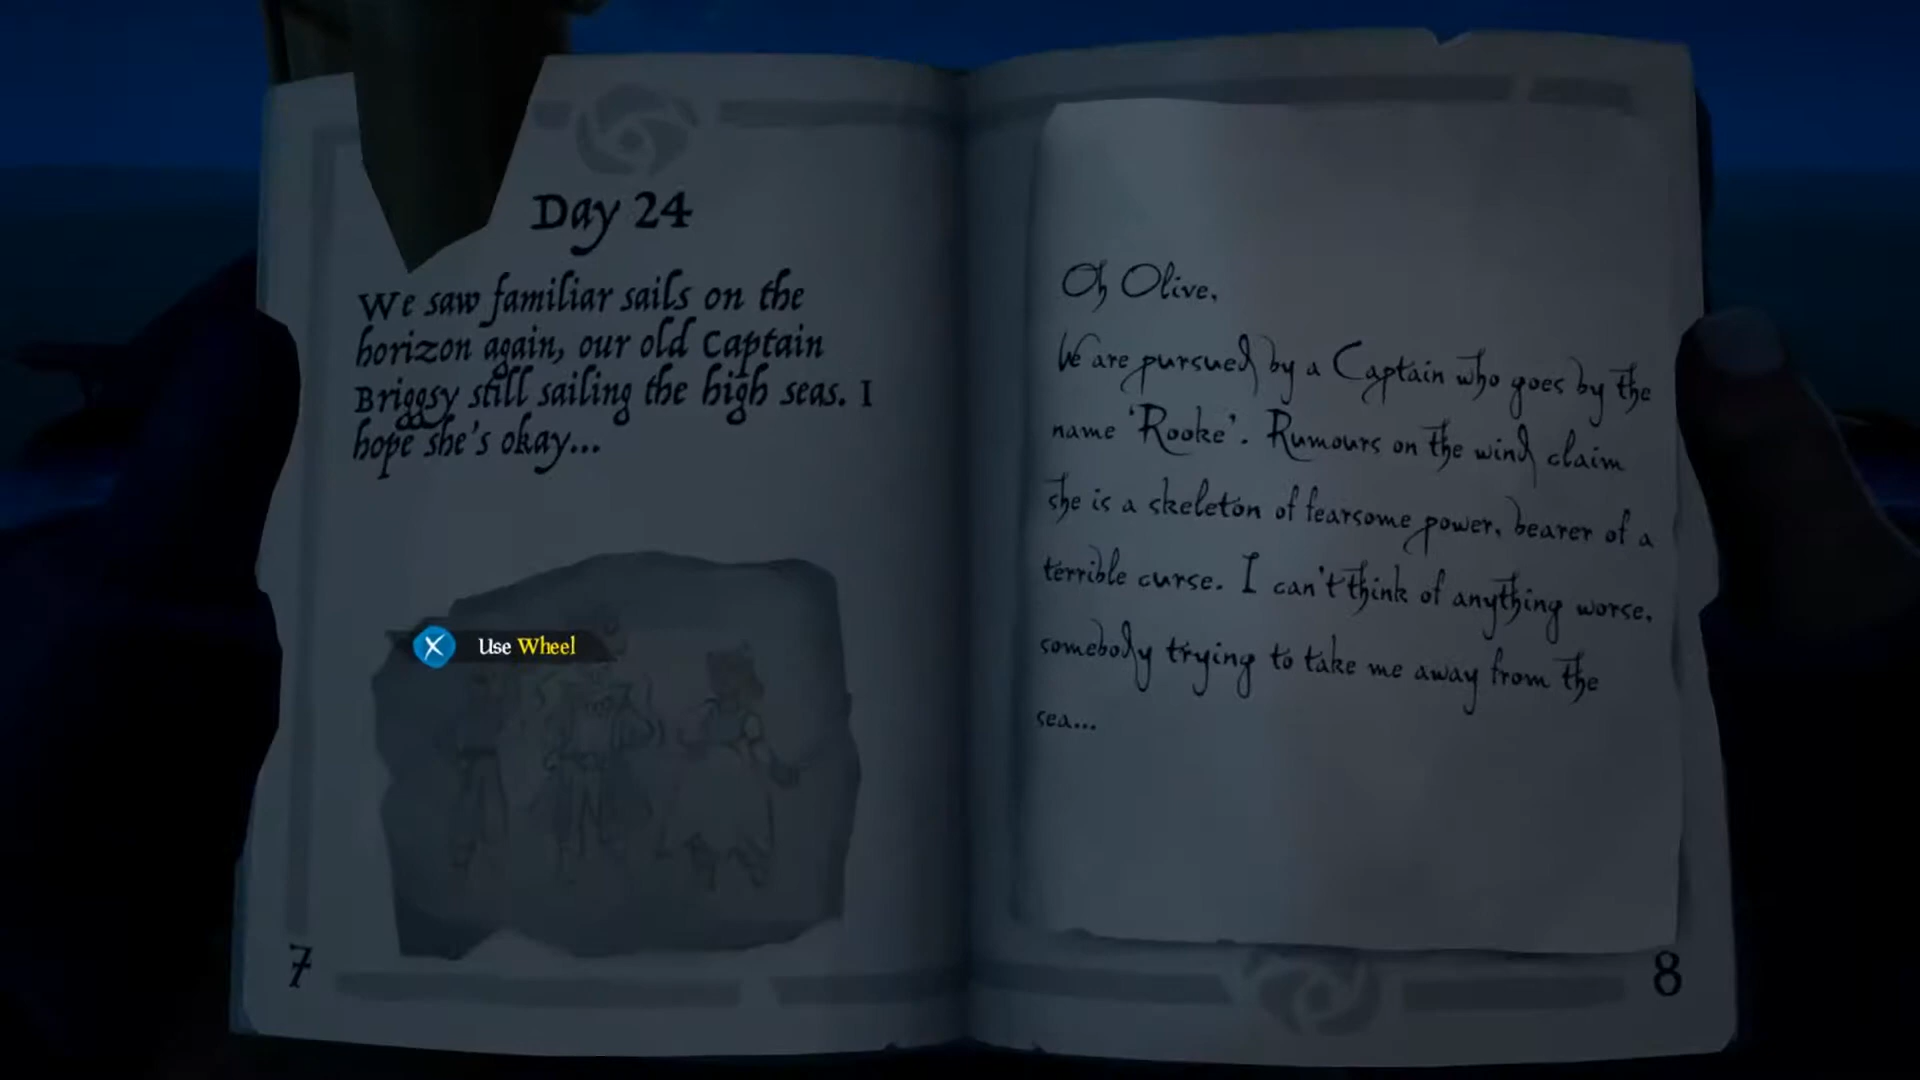 Day 24
We saw familiar sails on the
horizon again, our old Captain
Briggsy still sailing the high seas. I
hope she's okay...
Use Wheel
7
Oh Olive,
We are pursued by a Captain who goes by the
name 'Rooke'. Rumours on the wind claim
she is a skeleton of fearsome power, bearer of a
terrible curse. I can't think of anything worse,
somebody trying to take me away from the
sea...
8